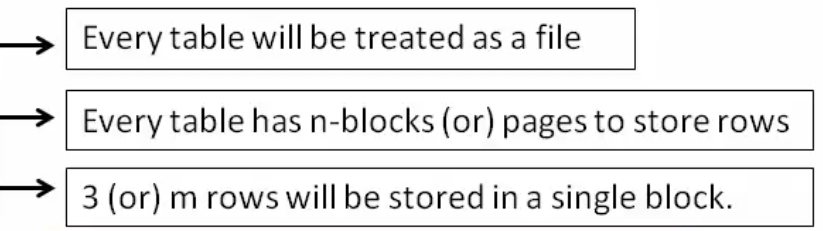 Every table will be treated as a file
Every table has n-blocks (or) pages to store rows
3 (or) m rows will be stored in a single block.